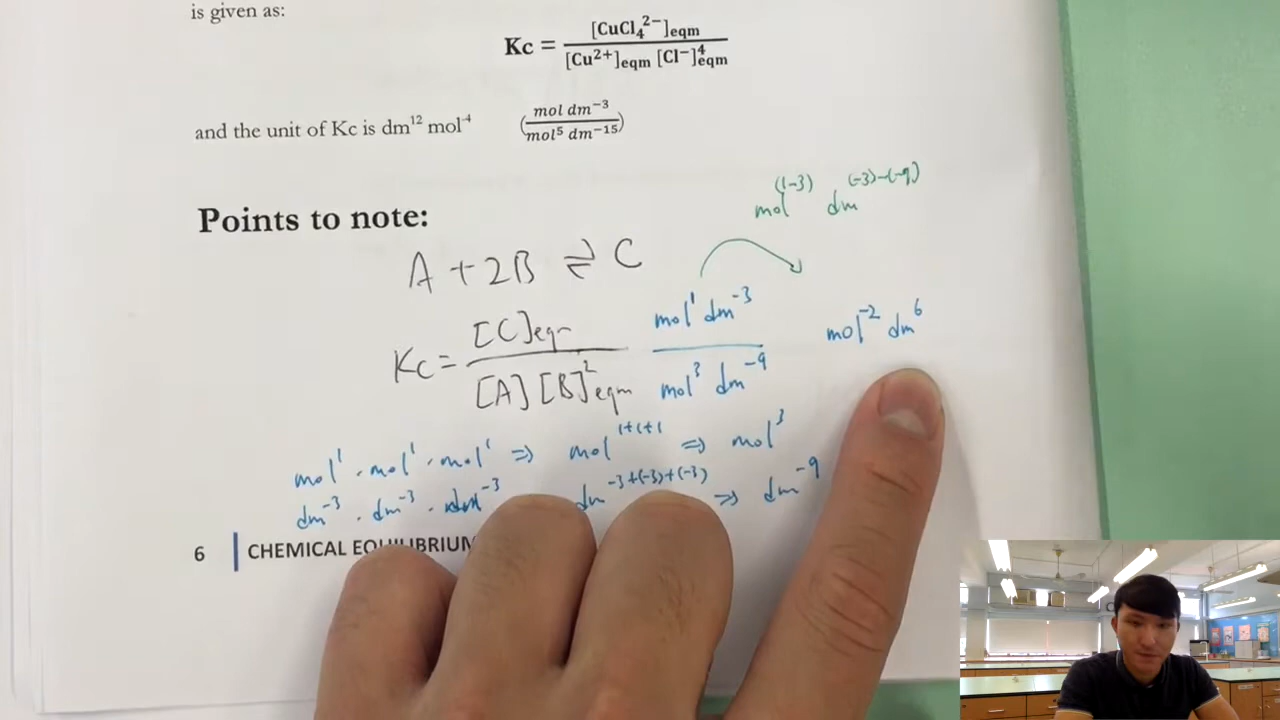 is given as:
Kc = [CuCl₄²⁻]eqm / [Cu²⁺]eqm [Cl⁻]⁴eqm
and the unit of Kc is dm¹² mol⁻⁴ (mol dm⁻³ / mol⁵ dm⁻¹⁵)
mol⁽¹⁻³⁾ dm⁽⁻³⁾⁻⁽⁻⁹⁾
Points to note:
A + 2B ⇌ C
Kc = [C]eqm / [A][B]²eqm mol¹ dm⁻³ / mol³ dm⁻⁹ mol⁻² dm⁶
mol¹ · mol¹ · mol¹ ⇒ mol¹⁺¹⁺¹ ⇒ mol³
dm⁻³ · dm⁻³ · dm⁻³ dm⁻³⁺⁽⁻³⁾⁺⁽⁻³⁾ ⇒ dm⁻⁹
6 | CHEMICAL EQUILIBRIUM